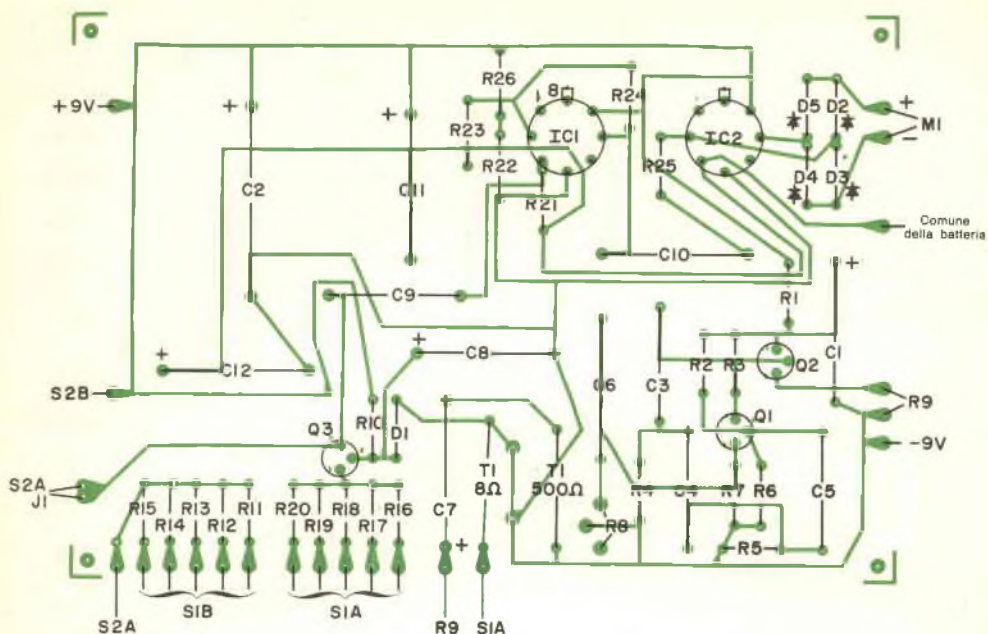 R26
+9V
+
+
8
R24
D5 D2
+
M1
−
R23
IC1
IC2
R22
R25
D4 D3
C2
C11
R21
Comune
della batteria
C10
+
C9
R1
C8
+
+
C12
R2 R3
Q2
C1
S2B
C6
C3
R9
Q3
R10
D1
Q1
−9V
T1
8Ω
T1
500Ω
S2A
J1
R15 R13 R11
R14 R12
R20 R18 R16
R19 R17
C7
R4
C4
R7 R6
C5
R8
R5
+
S1B
S1A
S2A
R9
S1A